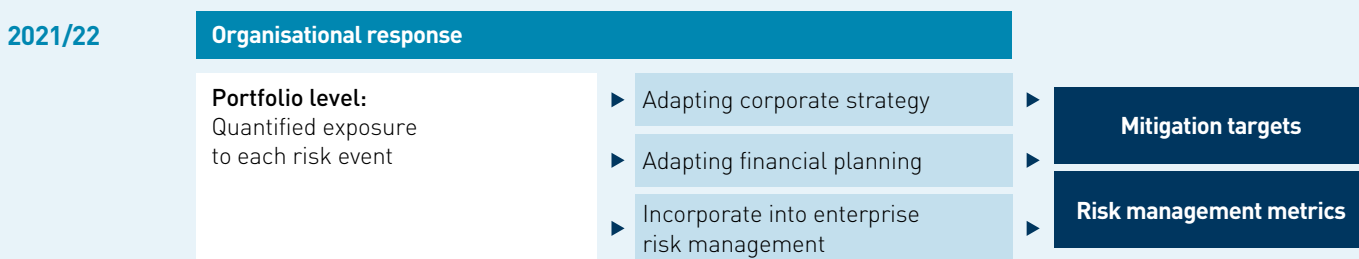 2021/22
Organisational response
Portfolio level:
Quantified exposure
to each risk event
Adapting corporate strategy
Adapting financial planning
Incorporate into enterprise
risk management
Mitigation targets
Risk management metrics